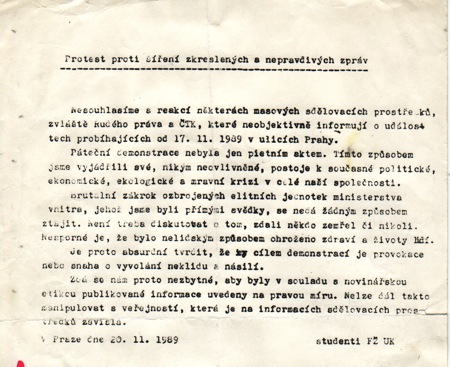 Protest proti šíření zkreslených a nepravdivých zpráv
Nesouhlasíme s reakcí některách masových sdělovacích prostředků,
zvláště Rudého práva a ČTK, které neobjektivně informují o událost
tech probíhajících od 17. 11. 1989 v ulicích Prahy.
Páteční demonstrace nebyla jen pietním aktem. Tímto způsobem
jsme vyjádřili své, nikým neovlivněné, postoje k současné politické,
ekonomické, ekologické a mravní krizi v celé naší společnosti.
Brutální zákrok ozbrojených elitních jednotek ministerstva
vnitra, jehož jsme byli přímými svědky, se nedá žádným způsobem
ztajit. Není třeba diskutovat o tom, zdali někdo zemřel či nikoli.
Nesporné je, že bylo nelidským způsobem ohroženo zdraví a životy lidí.
Je proto absurdní tvrdit, že cílem demonstrací je provokace
nebo snaha o vyvolání neklidu a násilí.
Zdá se nám proto nezbytné, aby byly v souladu s novinářskou
etikou publikované informace uvedeny na pravou míru. Nelze dál takto
manipulovat s veřejností, která je na informacích sdělovacích pros
tředků závislá.
V Praze dne 20. 11. 1989 studenti FŽ UK